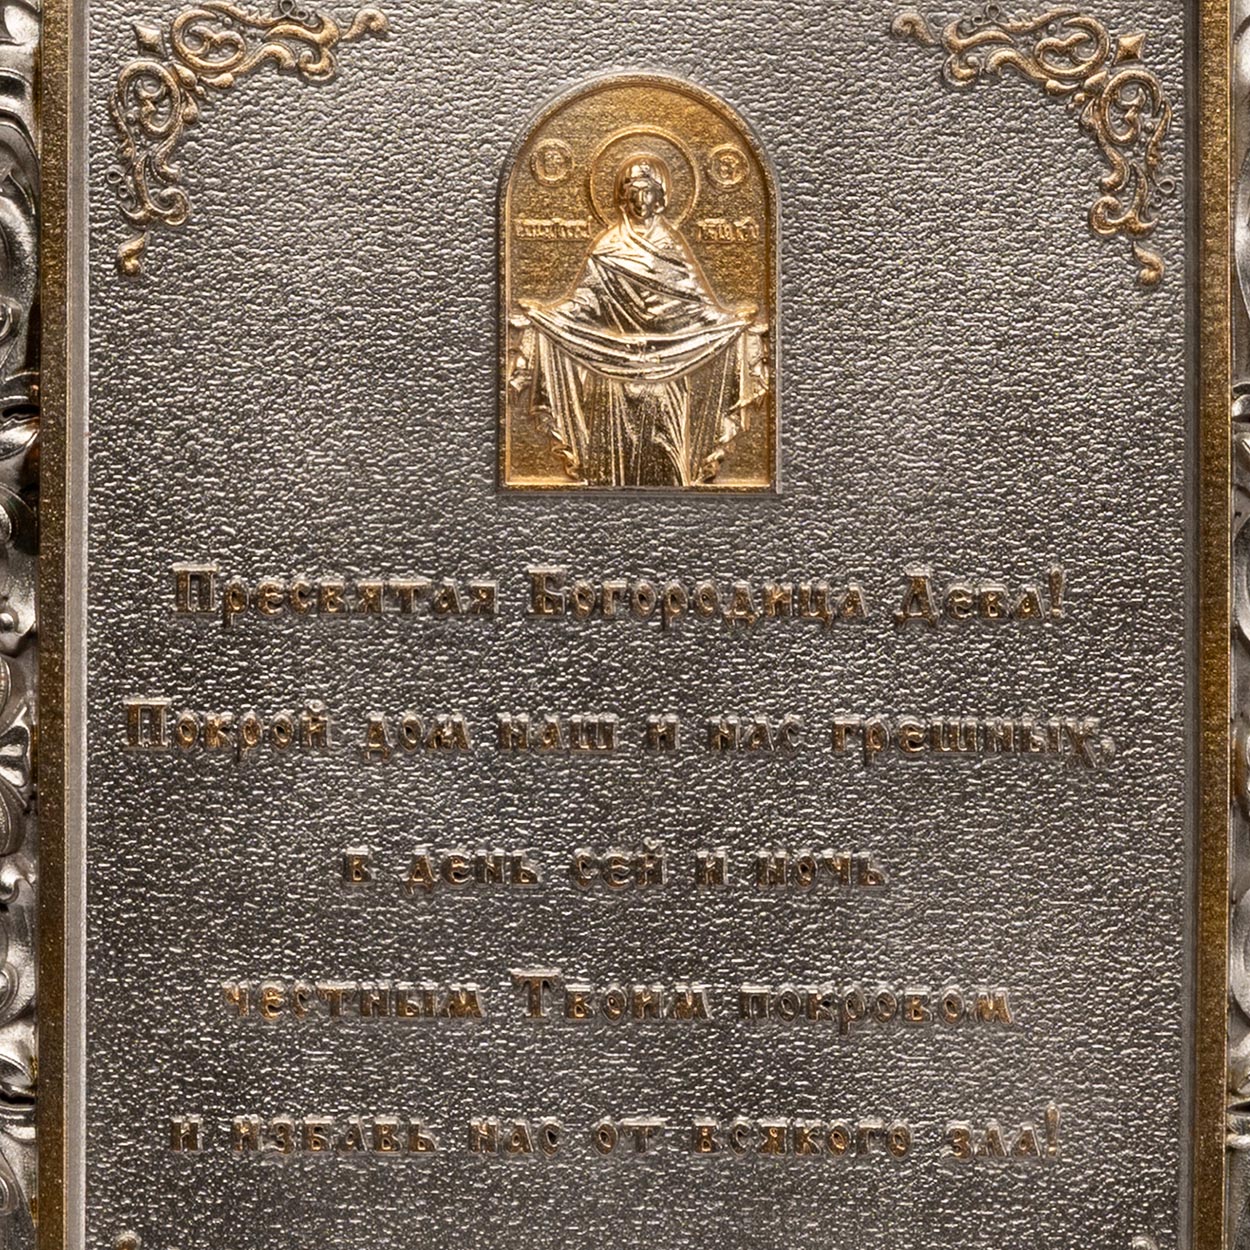 Пресвятая Богородица Дева!
Покрой дом наш и нас грешных,
в день сей и ночь
честным Твоим покровом
и избавь нас от всякого зла!